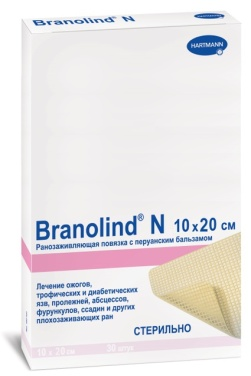 HARTMANN
Branolind® N 10 x 20 см
Ранозаживляющая повязка с перуанским бальзамом
Лечение ожогов,
трофических и диабетических
язв, пролежней, абсцессов,
фурункулов, ссадин и других
плохозаживающих ран
СТЕРИЛЬНО
10 x 20 см 30 штук